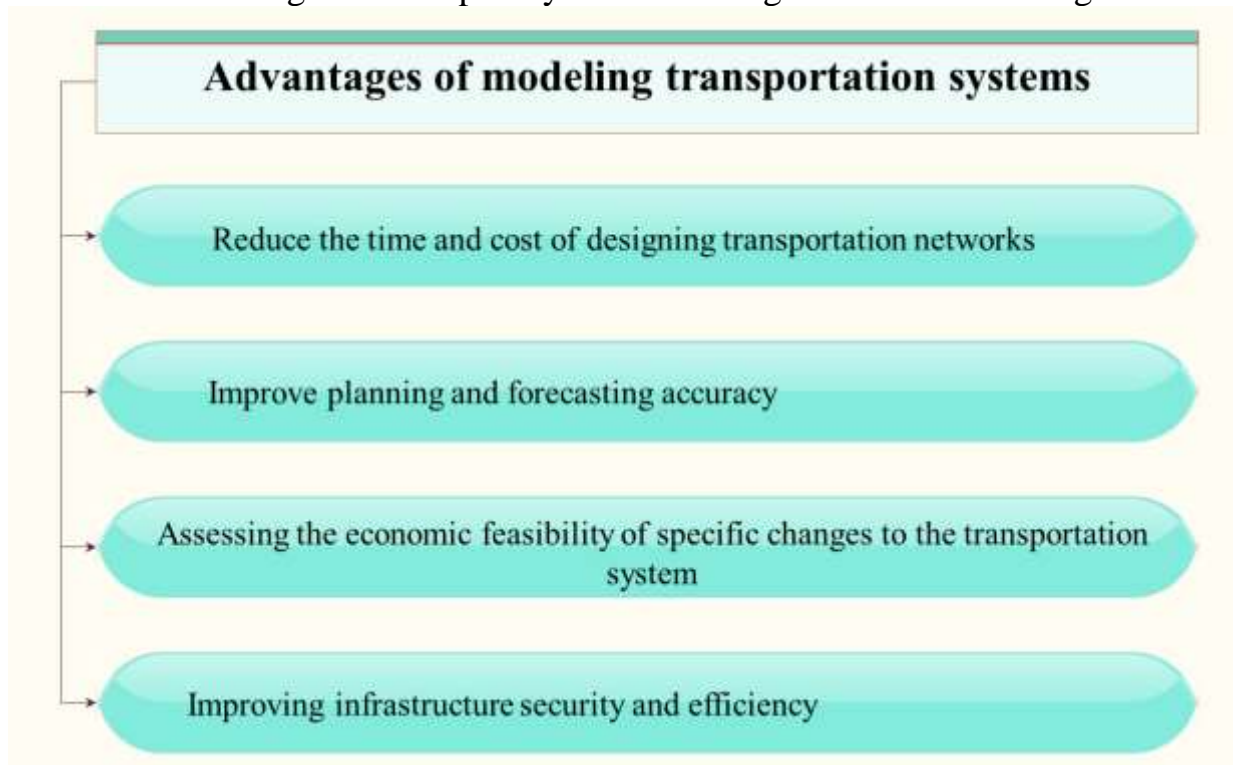 Advantages of modeling transportation systems
Reduce the time and cost of designing transportation networks
Improve planning and forecasting accuracy
Assessing the economic feasibility of specific changes to the transportation
system
Improving infrastructure security and efficiency